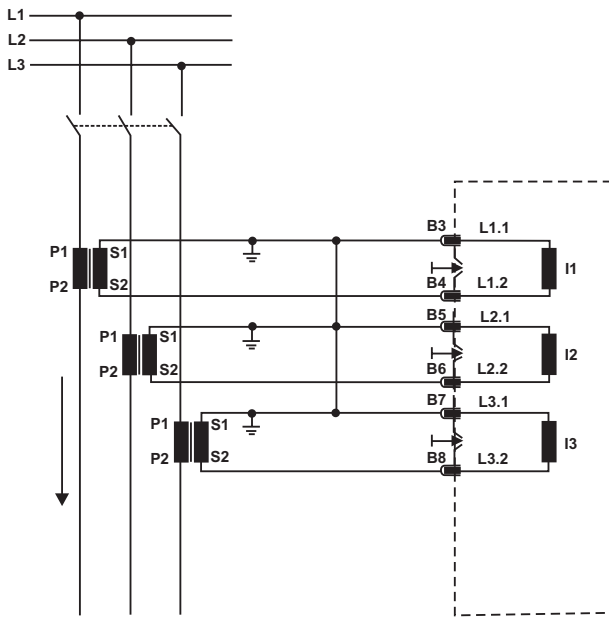 L1
L2
L3
B3 L1.1
P1 S1
I1
P2 S2
B4 L1.2
B5 L2.1
P1 S1
I2
P2 S2
B6 L2.2
B7 L3.1
P1 S1
I3
P2 S2
B8 L3.2